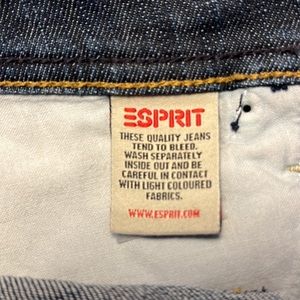 ESPRIT
THESE QUALITY JEANS
TEND TO BLEED.
WASH SEPARATELY
INSIDE OUT AND BE
CAREFUL IN CONTACT
WITH LIGHT COLOURED
FABRICS.
WWW.ESPRIT.COM